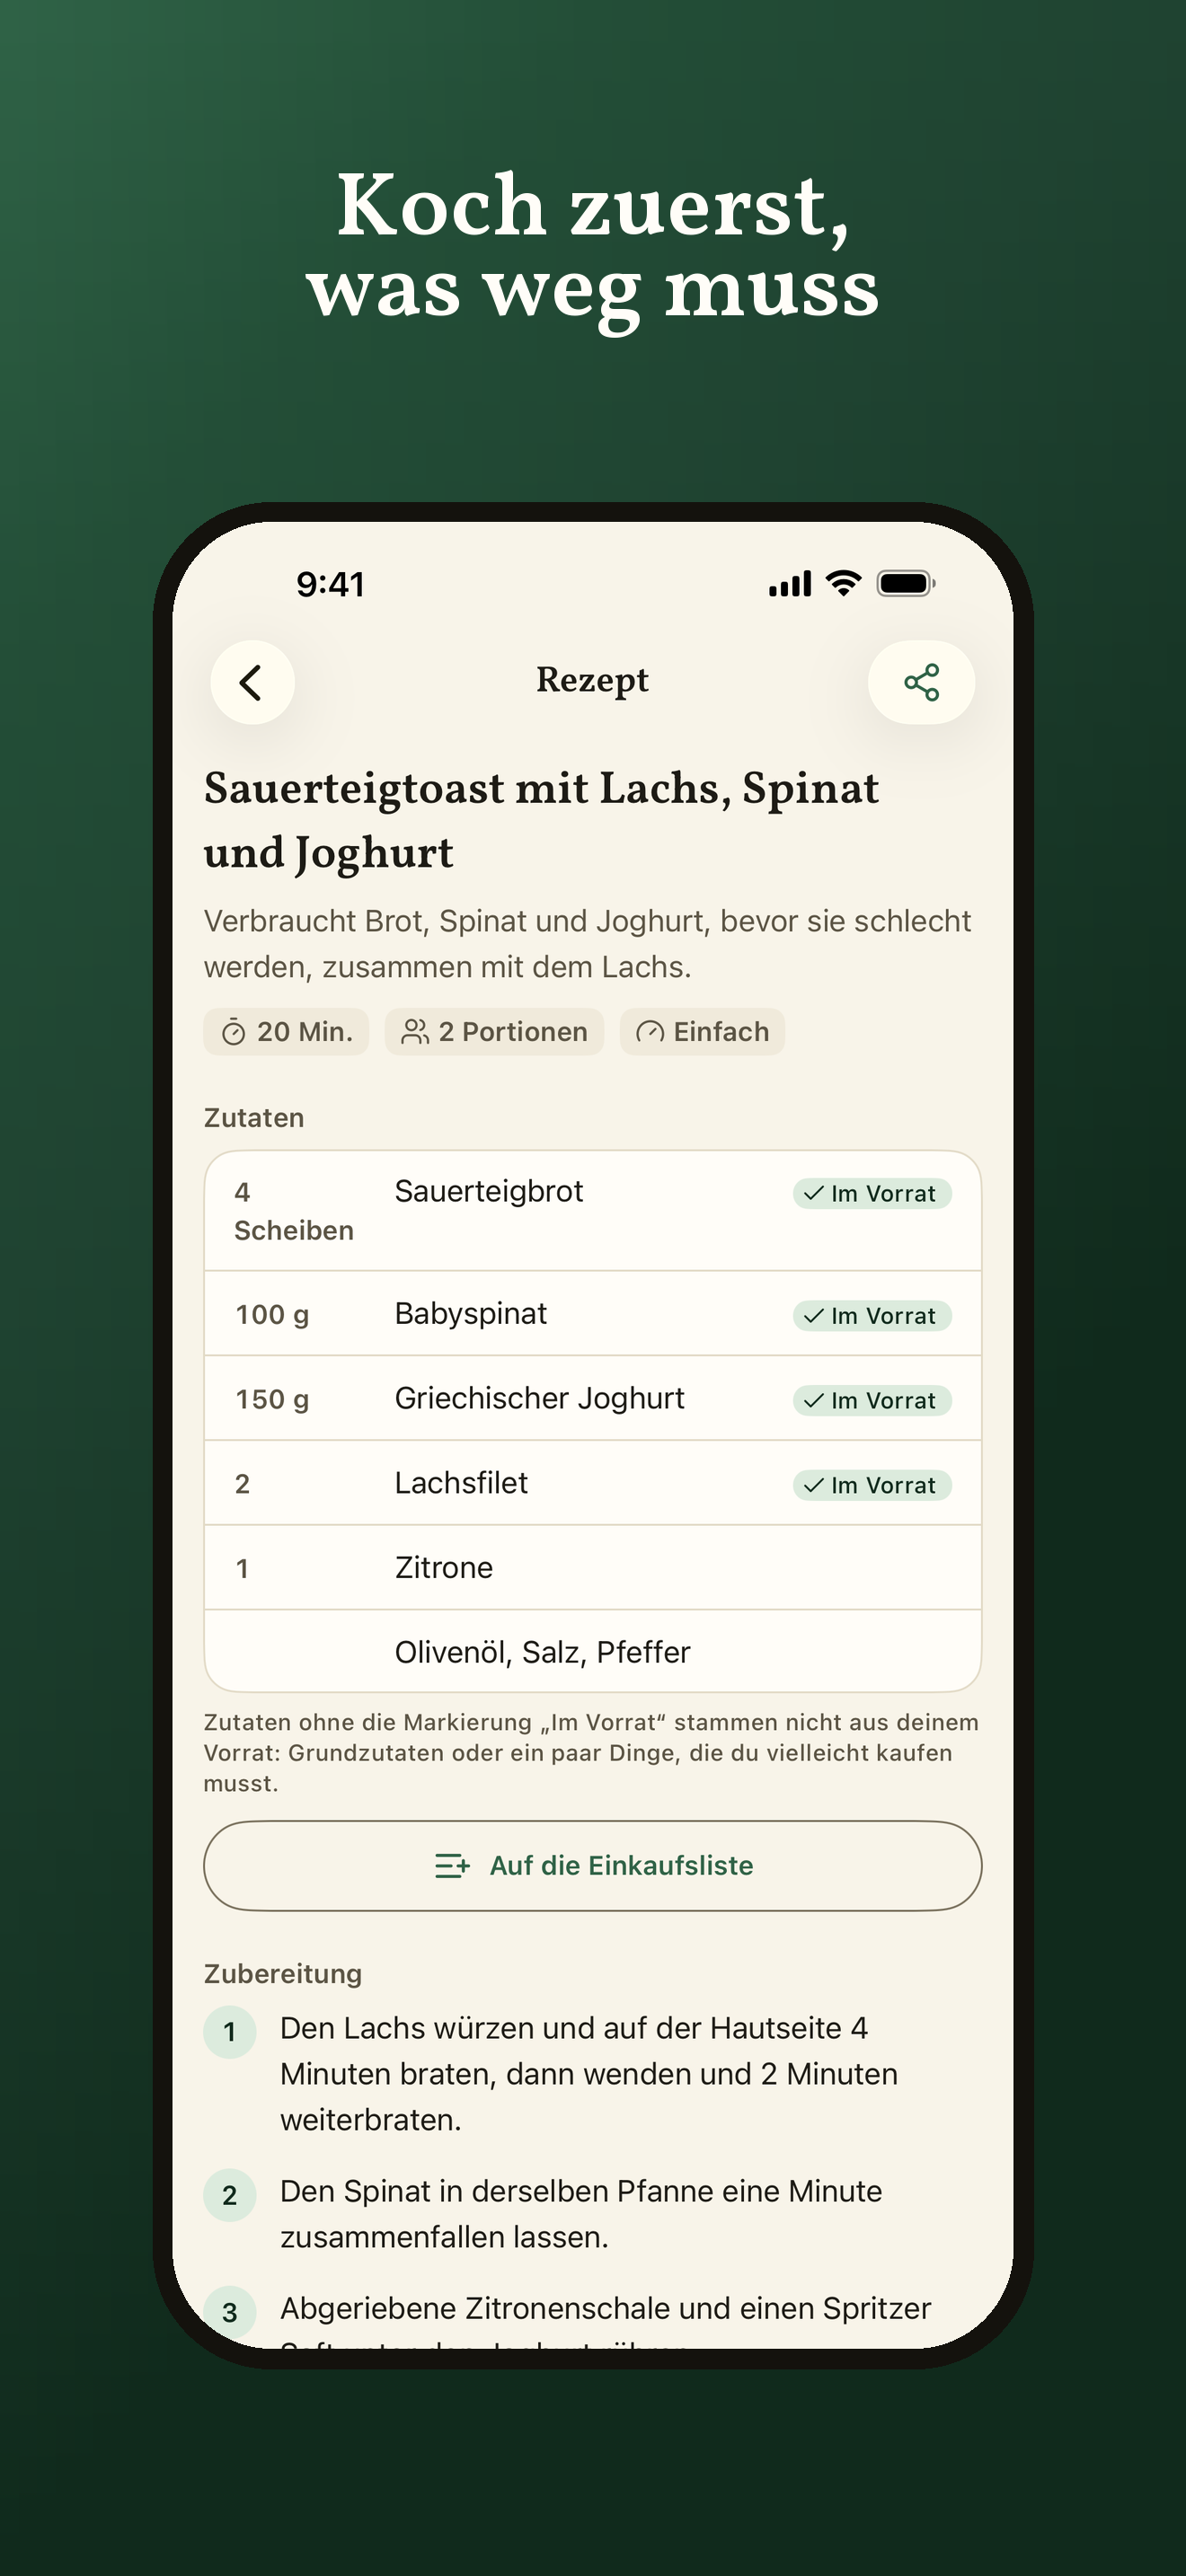 Koch zuerst,
was weg muss
9:41
Rezept
Sauerteigtoast mit Lachs, Spinat
und Joghurt
Verbraucht Brot, Spinat und Joghurt, bevor sie schlecht
werden, zusammen mit dem Lachs.
20 Min. 2 Portionen Einfach
Zutaten
4 Sauerteigbrot Im Vorrat
Scheiben
100 g Babyspinat Im Vorrat
150 g Griechischer Joghurt Im Vorrat
2 Lachsfilet Im Vorrat
1 Zitrone
Olivenöl, Salz, Pfeffer
Zutaten ohne die Markierung „Im Vorrat“ stammen nicht aus deinem
Vorrat: Grundzutaten oder ein paar Dinge, die du vielleicht kaufen
musst.
Auf die Einkaufsliste
Zubereitung
1 Den Lachs würzen und auf der Hautseite 4
Minuten braten, dann wenden und 2 Minuten
weiterbraten.
2 Den Spinat in derselben Pfanne eine Minute
zusammenfallen lassen.
3 Abgeriebene Zitronenschale und einen Spritzer